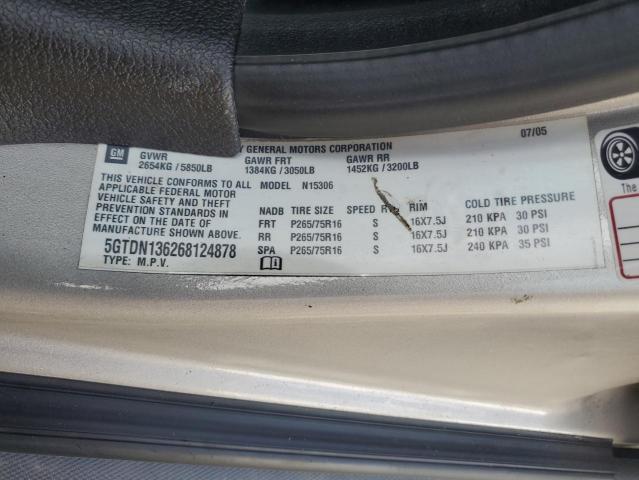 GM
Y GENERAL MOTORS CORPORATION 07/05
GVWR GAWR FRT GAWR RR
2654KG / 5850LB 1384KG / 3050LB 1452KG / 3200LB
THIS VEHICLE CONFORMS TO ALL
APPLICABLE FEDERAL MOTOR
VEHICLE SAFETY AND THEFT
PREVENTION STANDARDS IN
EFFECT ON THE DATE OF
MANUFACTURE SHOWN ABOVE.
5GTDN136268124878
TYPE: M.P.V.
MODEL N15306
COLD TIRE PRESSURE
NADB TIRE SIZE SPEED RIM
FRT P265/75R16 S 16X7.5J 210 KPA 30 PSI
RR P265/75R16 S 16X7.5J 210 KPA 30 PSI
SPA P265/75R16 S 16X7.5J 240 KPA 35 PSI
The